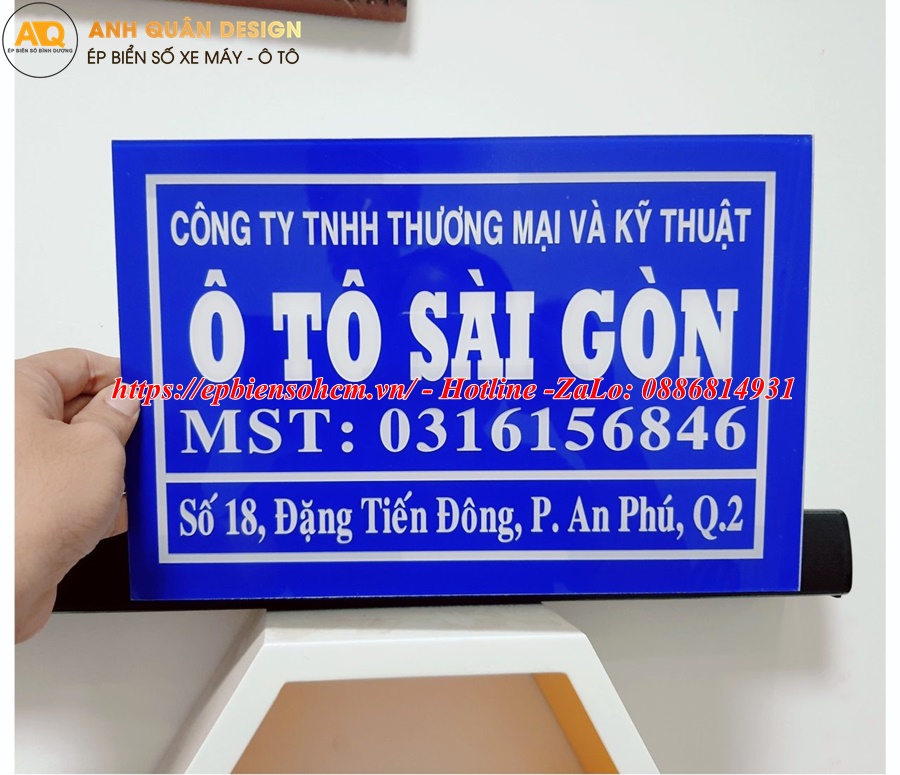 AQ
ÉP BIỂN SỐ BÌNH DƯƠNG
ANH QUÂN DESIGN
ÉP BIỂN SỐ XE MÁY - Ô TÔ
CÔNG TY TNHH THƯƠNG MẠI VÀ KỸ THUẬT
Ô TÔ SÀI GÒN
https://epbiensohcm.vn/ - Hotline -ZaLo: 0886814931
MST: 0316156846
Số 18, Đặng Tiến Đông, P. An Phú, Q.2